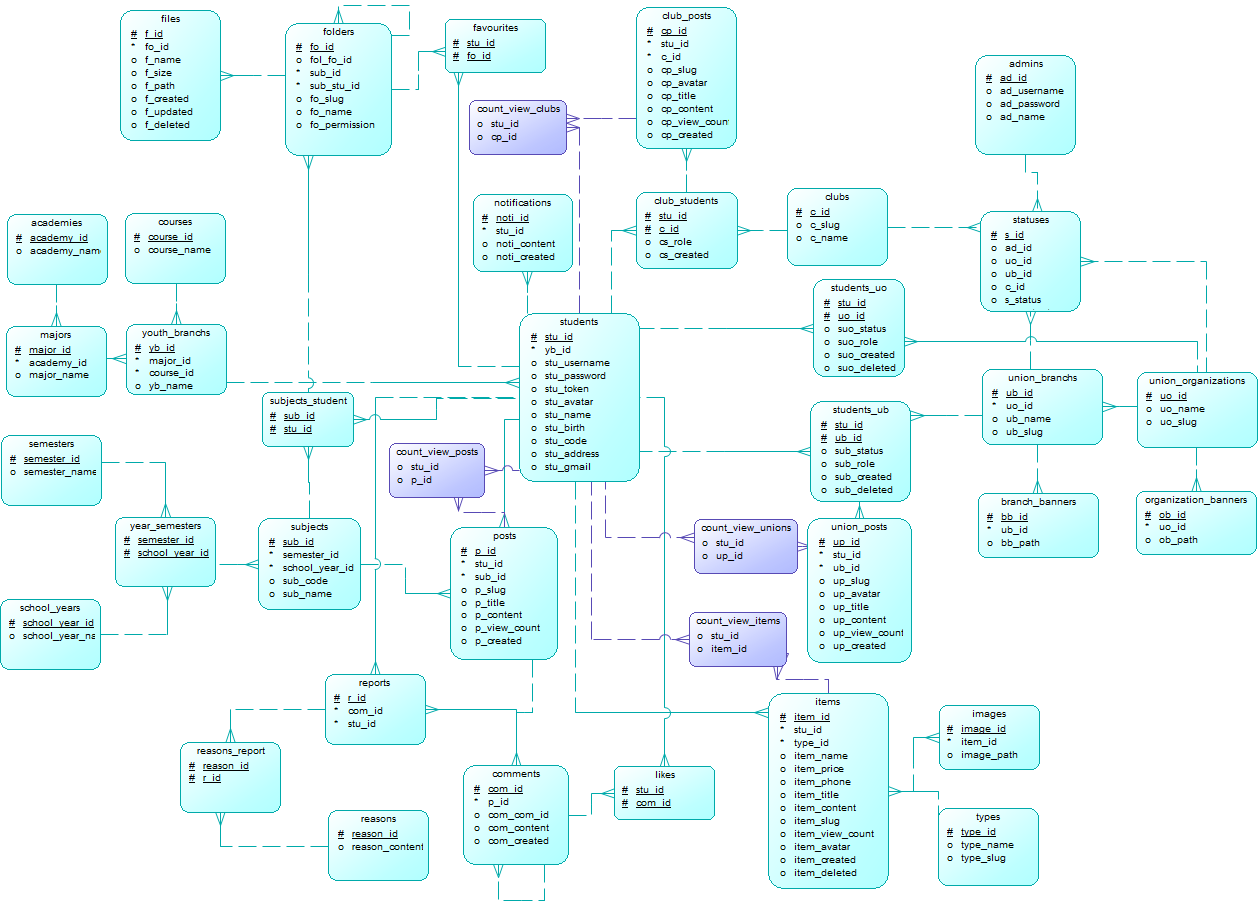 files
# f_id
* fo_id
o f_name
o f_size
o f_path
o f_created
o f_updated
o f_deleted
folders
# fo_id
o fol_fo_id
* sub_id
* sub_stu_id
o fo_slug
o fo_name
o fo_permission
favourites
# stu_id
# fo_id
club_posts
# cp_id
* stu_id
* c_id
o cp_slug
o cp_avatar
o cp_title
o cp_content
o cp_view_coun
o cp_created
admins
# ad_id
o ad_username
o ad_password
o ad_name
count_view_clubs
o stu_id
o cp_id
notifications
# noti_id
* stu_id
o noti_content
o noti_created
club_students
# stu_id
# c_id
o cs_role
o cs_created
clubs
# c_id
o c_slug
o c_name
statuses
# s_id
o ad_id
o uo_id
o ub_id
o c_id
o s_status
academies
# academy_id
o academy_nam
courses
# course_id
o course_name
majors
# major_id
* academy_id
o major_name
youth_branchs
# yb_id
* major_id
* course_id
o yb_name
students
# stu_id
* yb_id
o stu_username
o stu_password
o stu_token
o stu_avatar
o stu_name
o stu_birth
o stu_code
o stu_address
o stu_gmail
students_uo
# stu_id
# uo_id
o suo_status
o suo_role
o suo_created
o suo_deleted
subjects_student
# sub_id
# stu_id
students_ub
# stu_id
# ub_id
o sub_status
o sub_role
o sub_created
o sub_deleted
union_branchs
# ub_id
* uo_id
o ub_name
o ub_slug
union_organizations
# uo_id
o uo_name
o uo_slug
semesters
# semester_id
o semester_name
count_view_posts
o stu_id
o p_id
branch_banners
# bb_id
* ub_id
o bb_path
organization_banners
# ob_id
* uo_id
o ob_path
year_semesters
# semester_id
# school_year_id
subjects
# sub_id
* semester_id
* school_year_id
o sub_code
o sub_name
posts
# p_id
* stu_id
* sub_id
o p_slug
o p_title
o p_content
o p_view_count
o p_created
count_view_unions
o stu_id
o up_id
union_posts
# up_id
* stu_id
* ub_id
o up_slug
o up_avatar
o up_title
o up_content
o up_view_count
o up_created
school_years
# school_year_id
o school_year_na
count_view_items
o stu_id
o item_id
reports
# r_id
* com_id
* stu_id
items
# item_id
* stu_id
* type_id
o item_name
o item_price
o item_phone
o item_title
o item_content
o item_slug
o item_view_count
o item_avatar
o item_created
o item_deleted
images
# image_id
* item_id
o image_path
reasons_report
# reason_id
# r_id
comments
# com_id
* p_id
o com_com_id
o com_content
o com_created
likes
# stu_id
# com_id
reasons
# reason_id
o reason_content
types
# type_id
o type_name
o type_slug